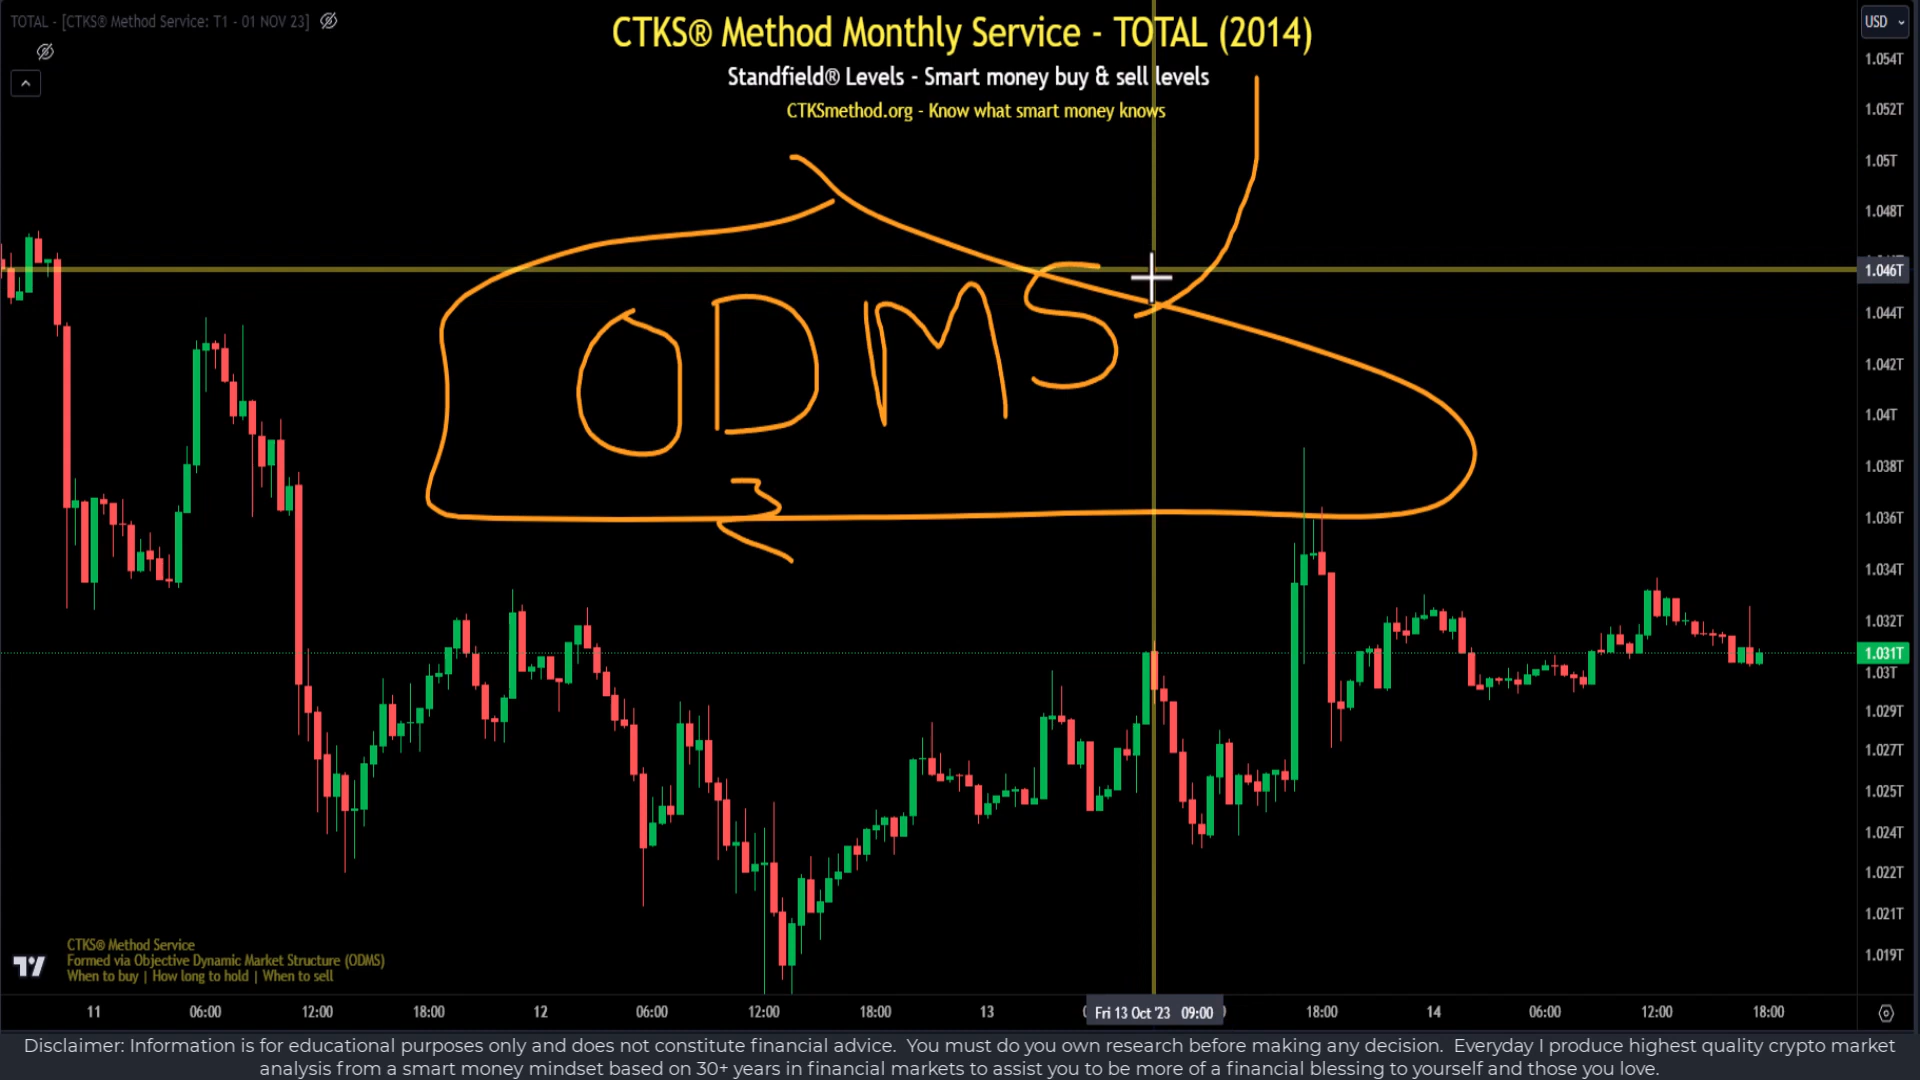 TOTAL - [CTKS® Method Service: T1 - 01 NOV 23]
CTKS® Method Monthly Service - TOTAL (2014)
Standfield® Levels - Smart money buy & sell levels
CTKSmethod.org - Know what smart money knows
USD
1.054T
1.052T
1.05T
1.048T
1.046T
1.044T
1.042T
1.04T
1.038T
1.036T
1.034T
1.032T
1.031T
1.03T
1.029T
1.027T
1.025T
1.024T
1.022T
1.021T
1.019T
ODMS
CTKS® Method Service
Formed via Objective Dynamic Market Structure (ODMS)
When to buy | How long to hold | When to sell
11 06:00 12:00 18:00 12 06:00 12:00 18:00 13 Fri 13 Oct '23 09:00 18:00 14 06:00 12:00 18:00
Disclaimer: Information is for educational purposes only and does not constitute financial advice. You must do you own research before making any decision. Everyday I produce highest quality crypto market
analysis from a smart money mindset based on 30+ years in financial markets to assist you to be more of a financial blessing to yourself and those you love.